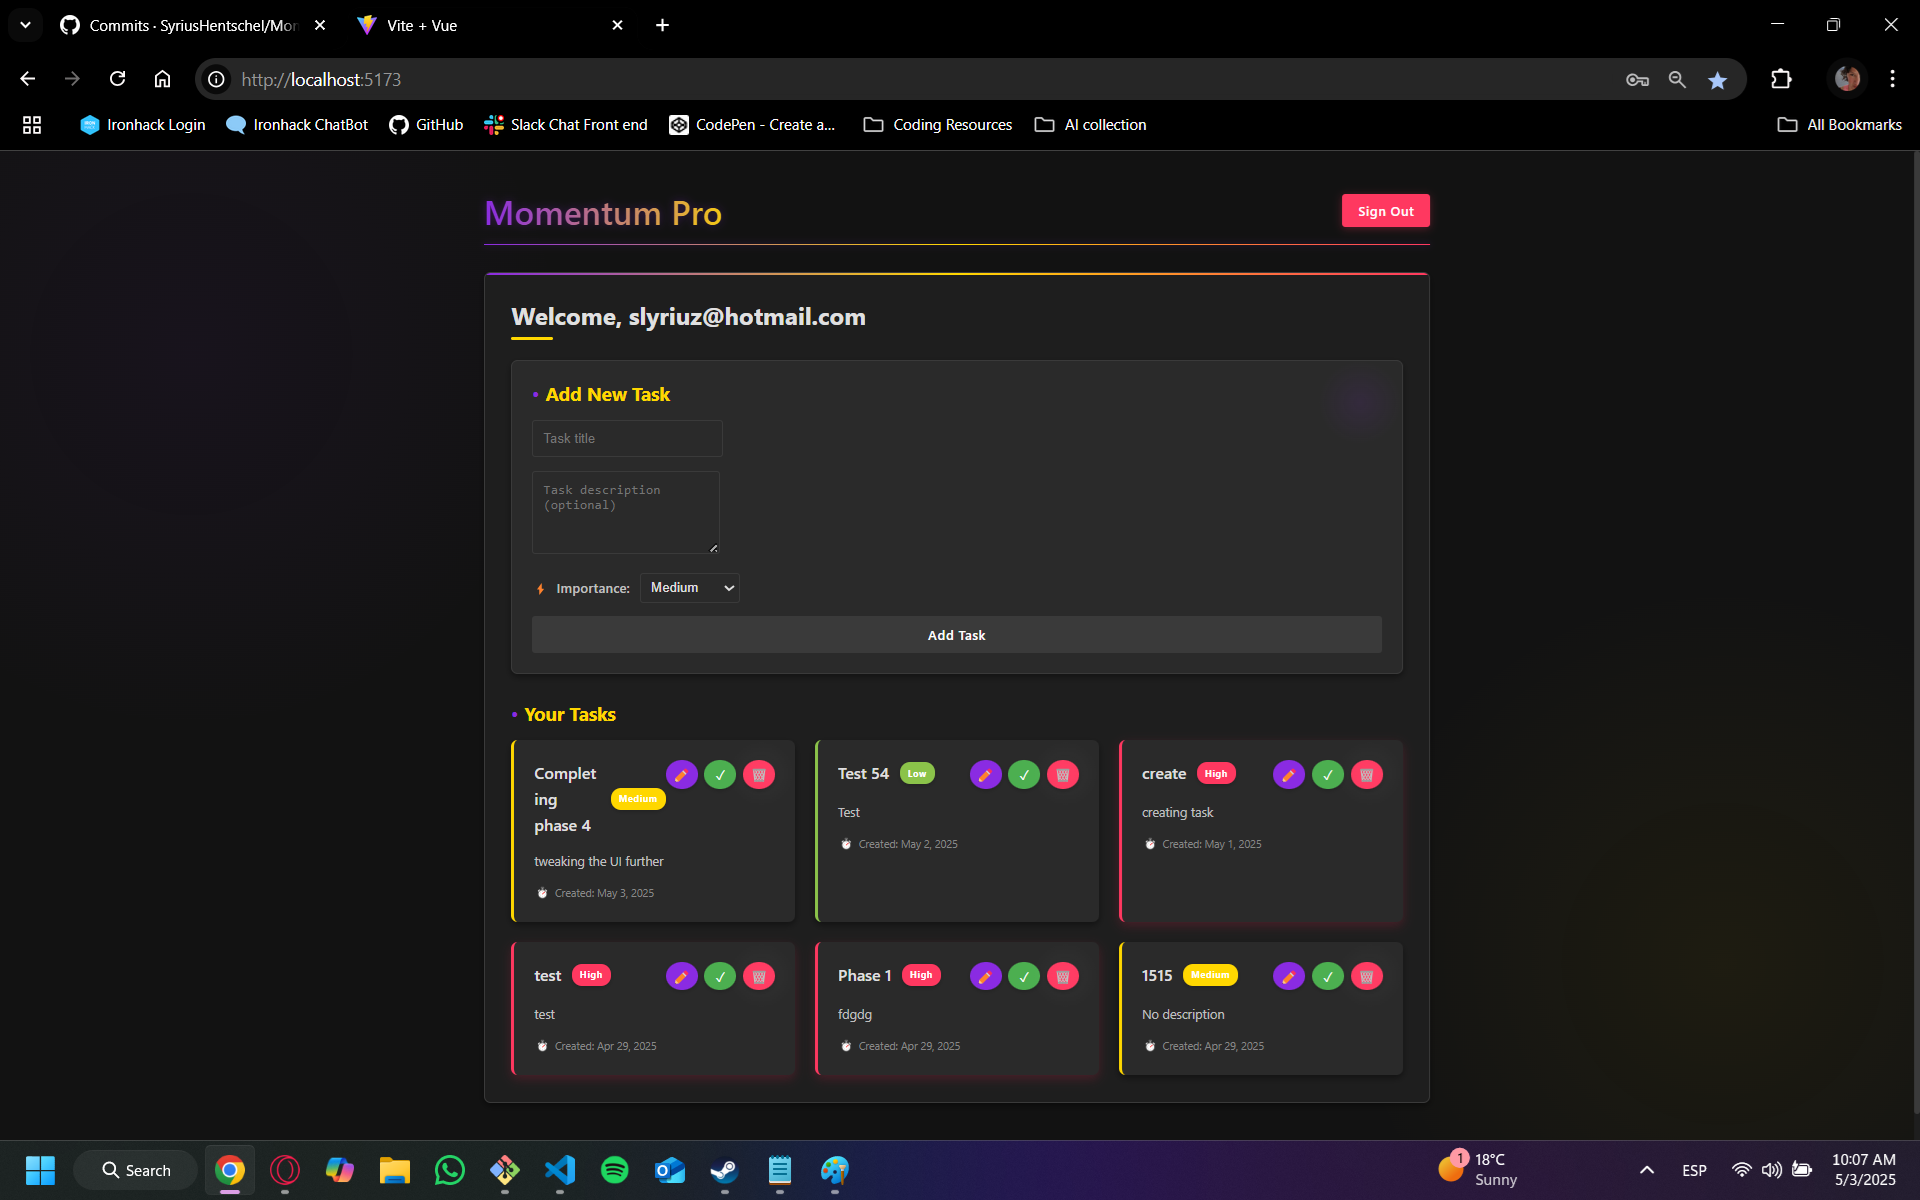 Commits · SyriusHentschel/Mon
Vite + Vue
http://localhost:5173
Ironhack Login
Ironhack ChatBot
GitHub
Slack Chat Front end
CodePen - Create a...
Coding Resources
AI collection
All Bookmarks
Momentum Pro
Sign Out
Welcome, slyriuz@hotmail.com
• Add New Task
Task title
Task description
(optional)
Importance:
Medium
Add Task
• Your Tasks
Complet
ing
phase 4
Medium
tweaking the UI further
Created: May 3, 2025
Test 54
Low
Test
Created: May 2, 2025
create
High
creating task
Created: May 1, 2025
test
High
test
Created: Apr 29, 2025
Phase 1
High
fdgdg
Created: Apr 29, 2025
1515
Medium
No description
Created: Apr 29, 2025
Search
1
18°C
Sunny
ESP
10:07 AM
5/3/2025